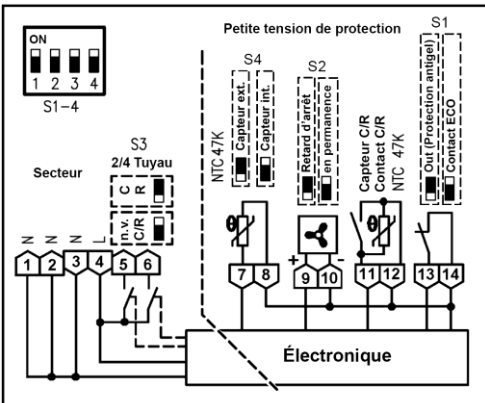 ON
1 2 3 4
S1-4
Petite tension de protection
S4
S2
S1
Capteur ext.
Capteur int.
Retard d'arrêt
en permanence
Capteur C/R
Contact C/R
NTC 47K
Out (Protection antigel)
Contact ECO
NTC 47K
S3
2/4 Tuyau
Secteur
C R
n.v. C/R
N N N L
1 2 3 4 5 6
θ
θ
+ -
7 8 9 10 11 12 13 14
Électronique